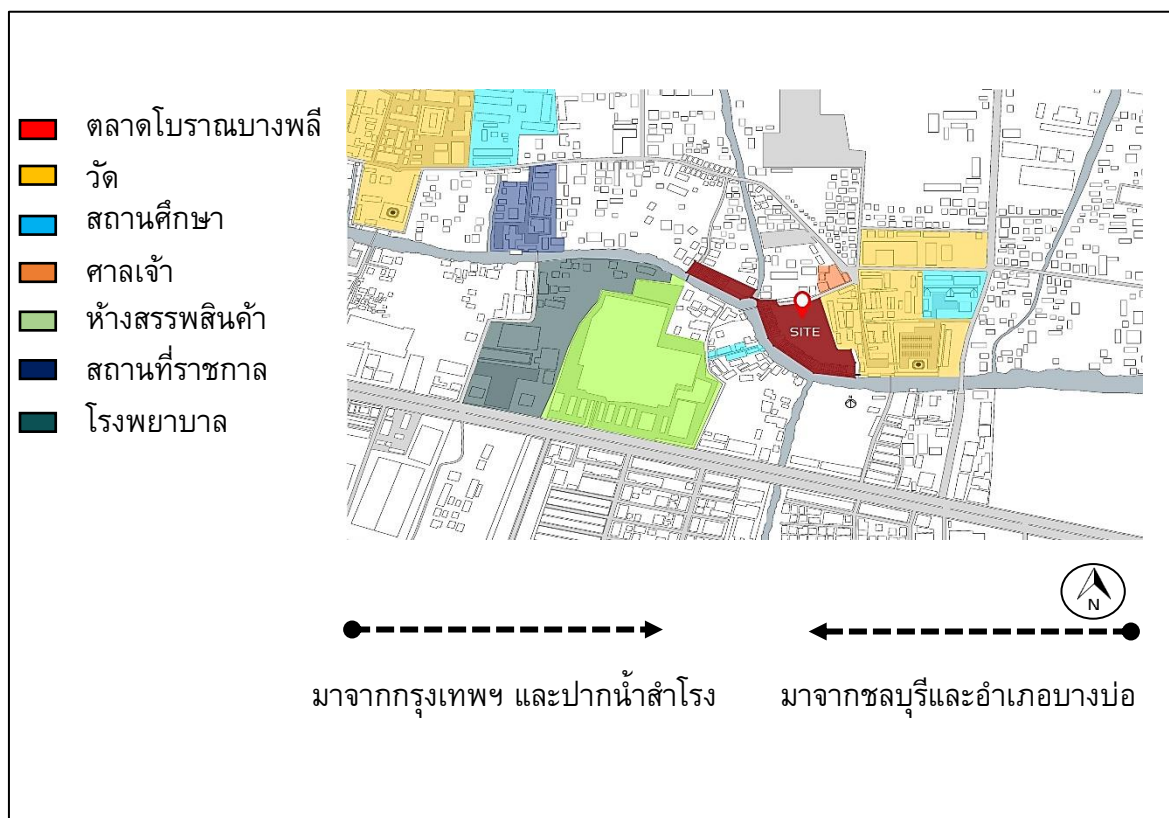 ตลาดโบราณบางพลี
วัด
สถานศึกษา
ศาลเจ้า
ห้างสรรพสินค้า
สถานที่ราชกาล
โรงพยาบาล
SITE
N
มาจากกรุงเทพฯ และปากน้ำสำโรง
มาจากชลบุรีและอำเภอบางบ่อ